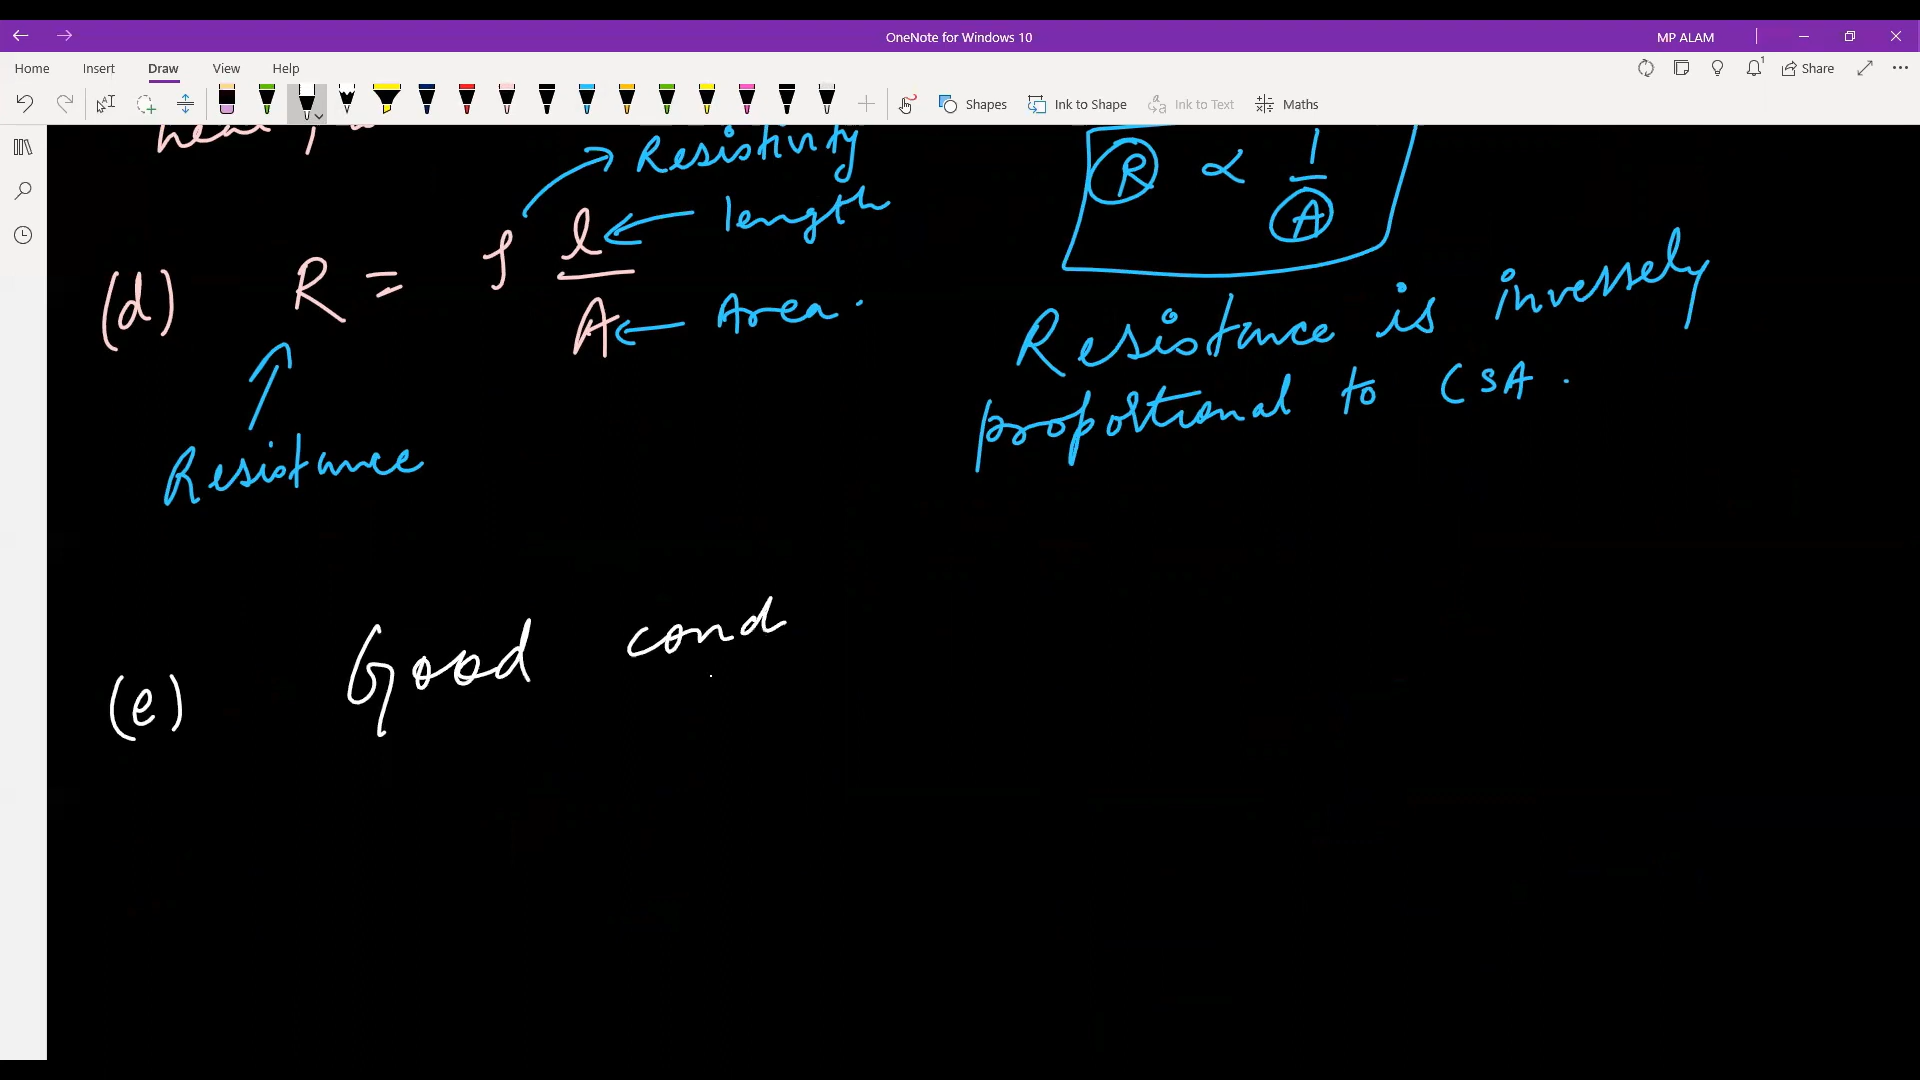 OneNote for Windows 10
MP ALAM
Home Insert Draw View Help
Share
Shapes Ink to Shape Ink to Text Maths
Resistivity
length
(d) R = ρ l
A
Area.
Resistance
R ∝ 1
A
Resistance is inversely
proportional to CSA.
(e) Good cond